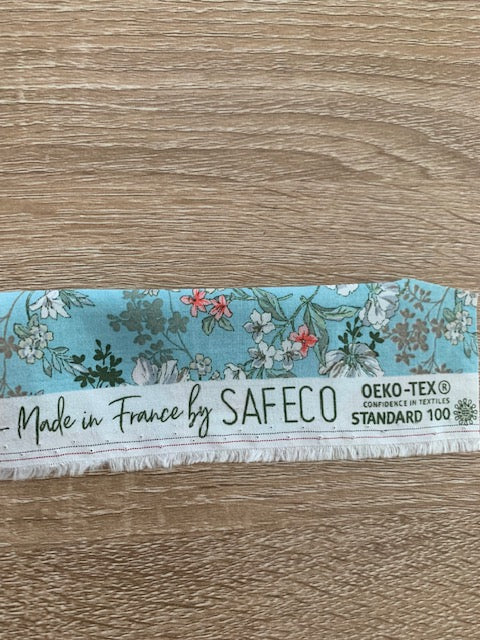 Made in France by SAFECO
OEKO-TEX®
CONFIDENCE IN TEXTILES
STANDARD 100